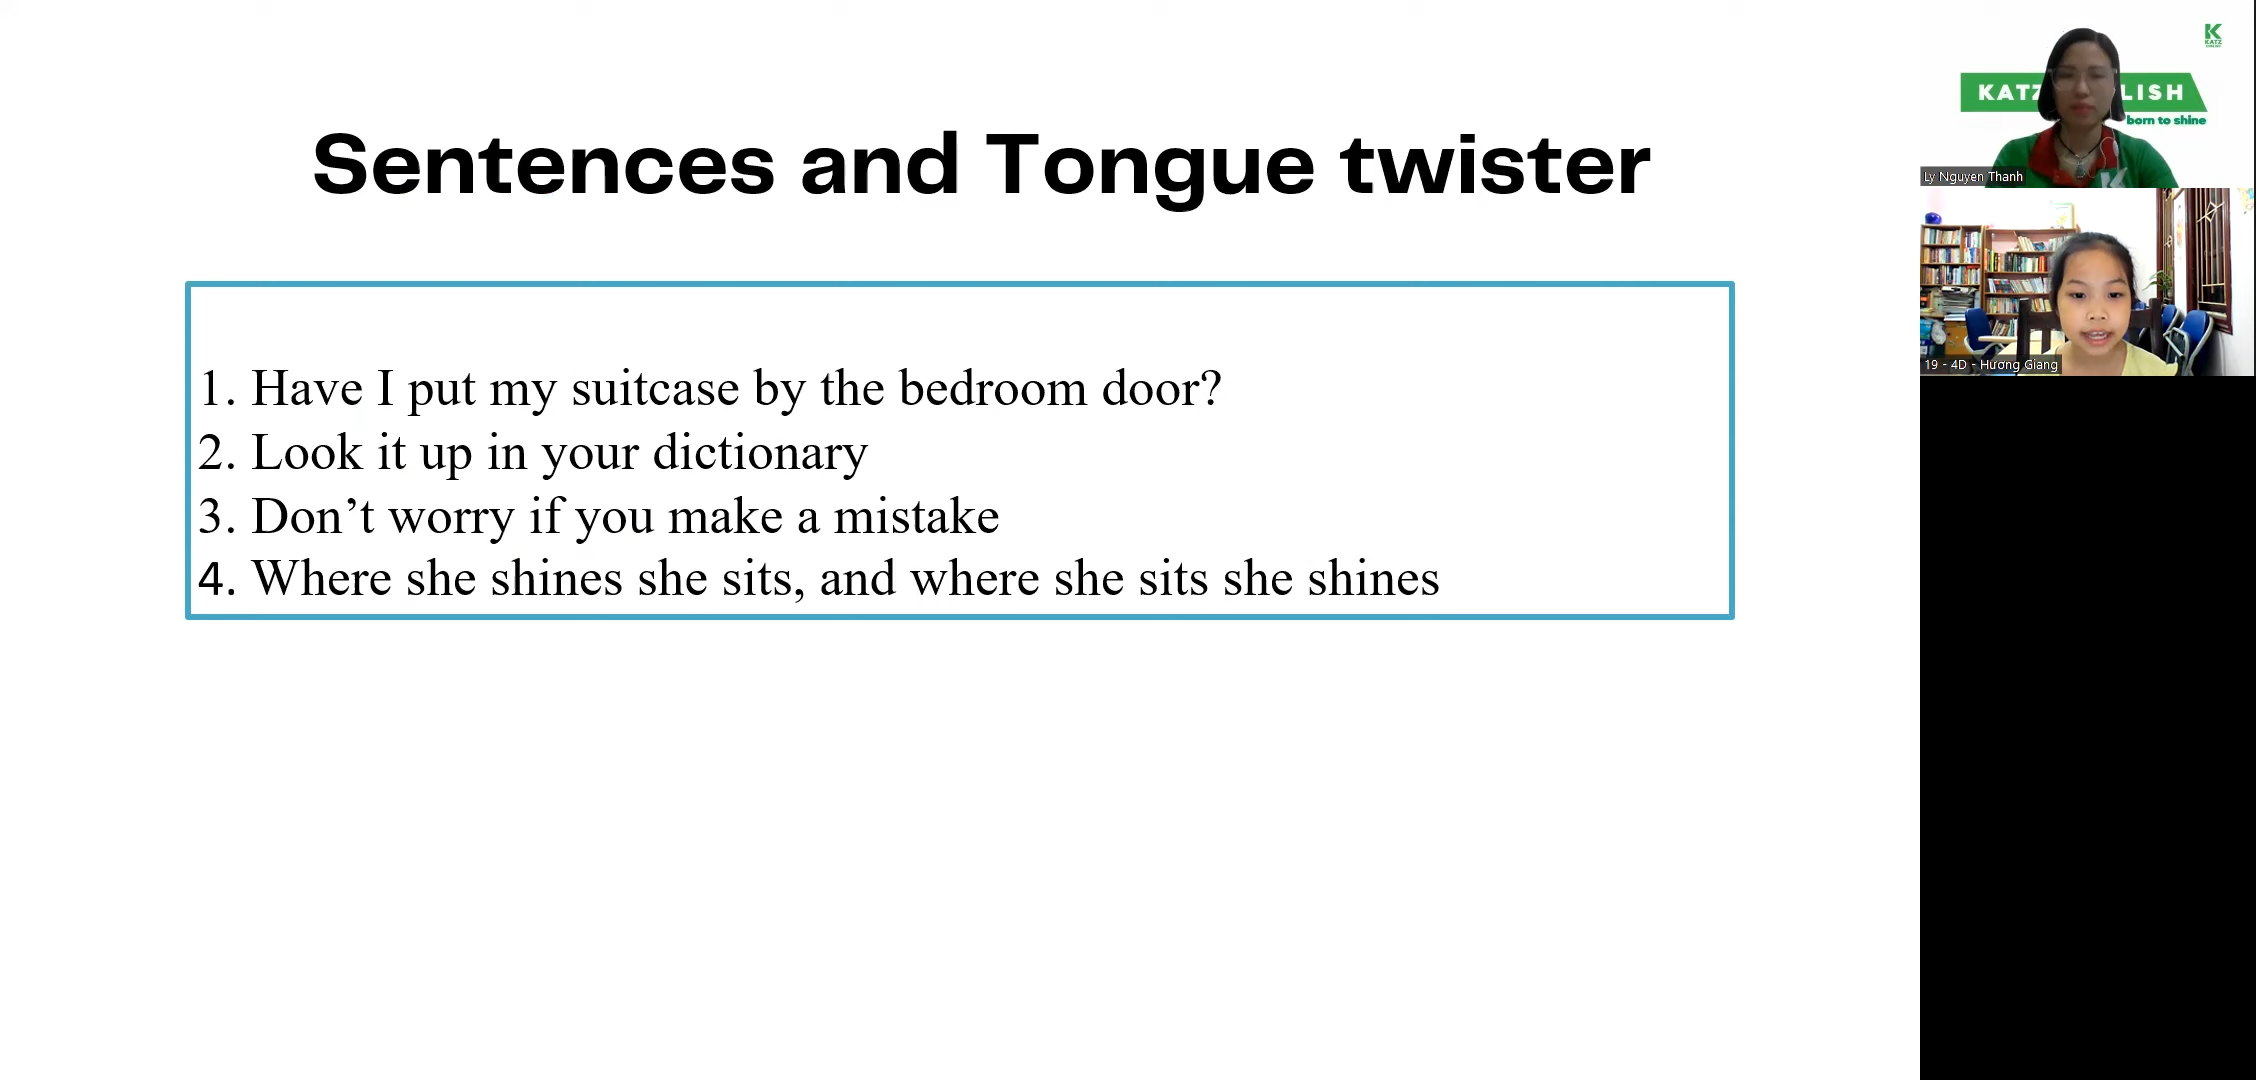 Sentences and Tongue twister
1. Have I put my suitcase by the bedroom door?
2. Look it up in your dictionary
3. Don’t worry if you make a mistake
4. Where she shines she sits, and where she sits she shines
K
KATZ
KATZ LISH
born to shine
Ly Nguyen Thanh
19 - 4D - Hương Giang